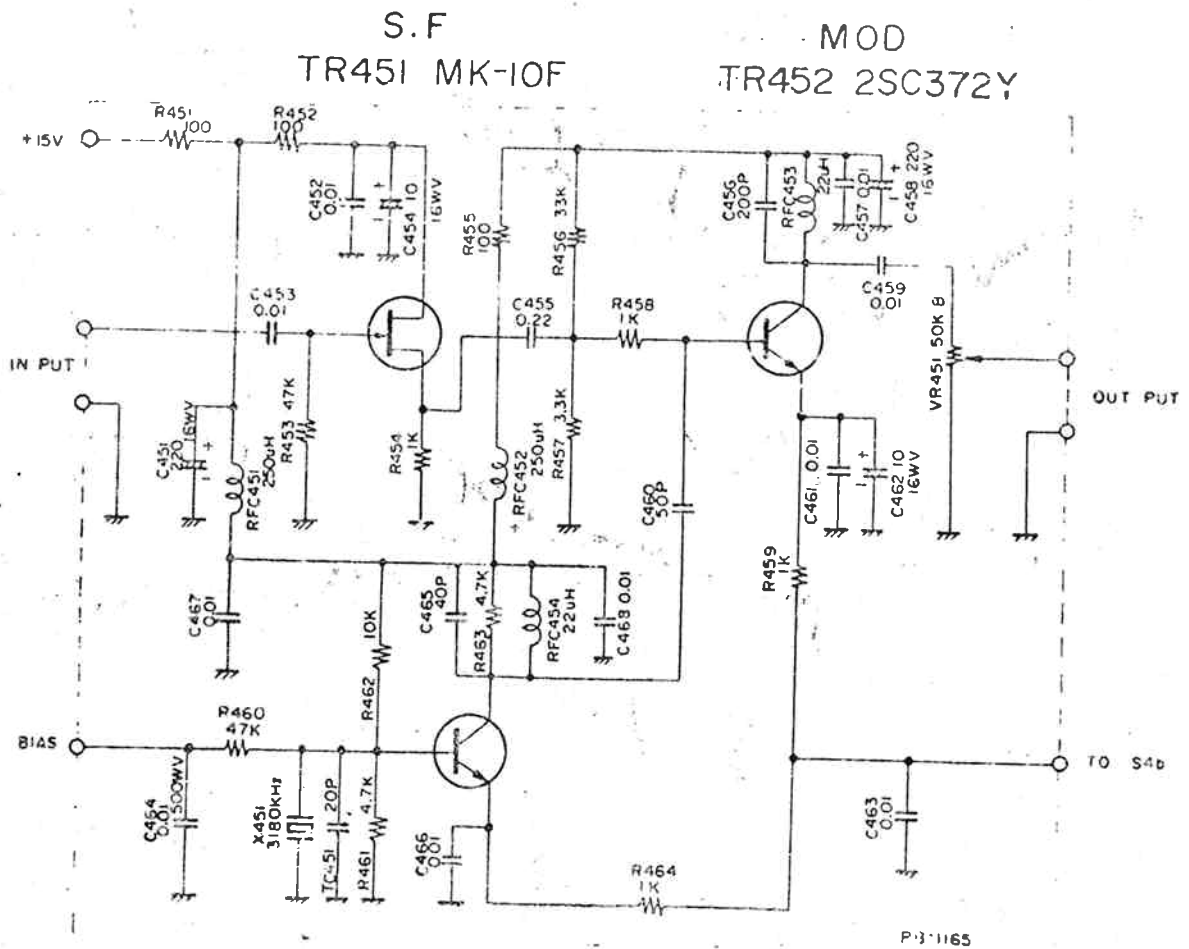 S.F
TR451 MK-10F
MOD
TR452 2SC372Y
+15V
R451
100
R452
100
C452
0.01
C454 10
16WV
R455
100
R456 33K
C456
200P
RFC453
22uH
C457 0.01
C458 220
16WV
C453
0.01
C455
0.22
R458
1K
C459
0.01
IN PUT
VR451 50K B
OUT PUT
C451
220
16WV
RFC451
250uH
R453 47K
R454
1K
RFC452
250uH
R457 3.3K
C460
50P
C461 0.01
C462 10
16WV
R459
1K
C467
0.01
10K
R462
C465
40P
4.7K
R463
RFC454
22uH
C468 0.01
BIAS
R460
47K
C464
0.01
500WV
X451
3180KHz
TC451
20P
4.7K
R461
C466
0.01
R464
1K
C463
0.01
TO S4b